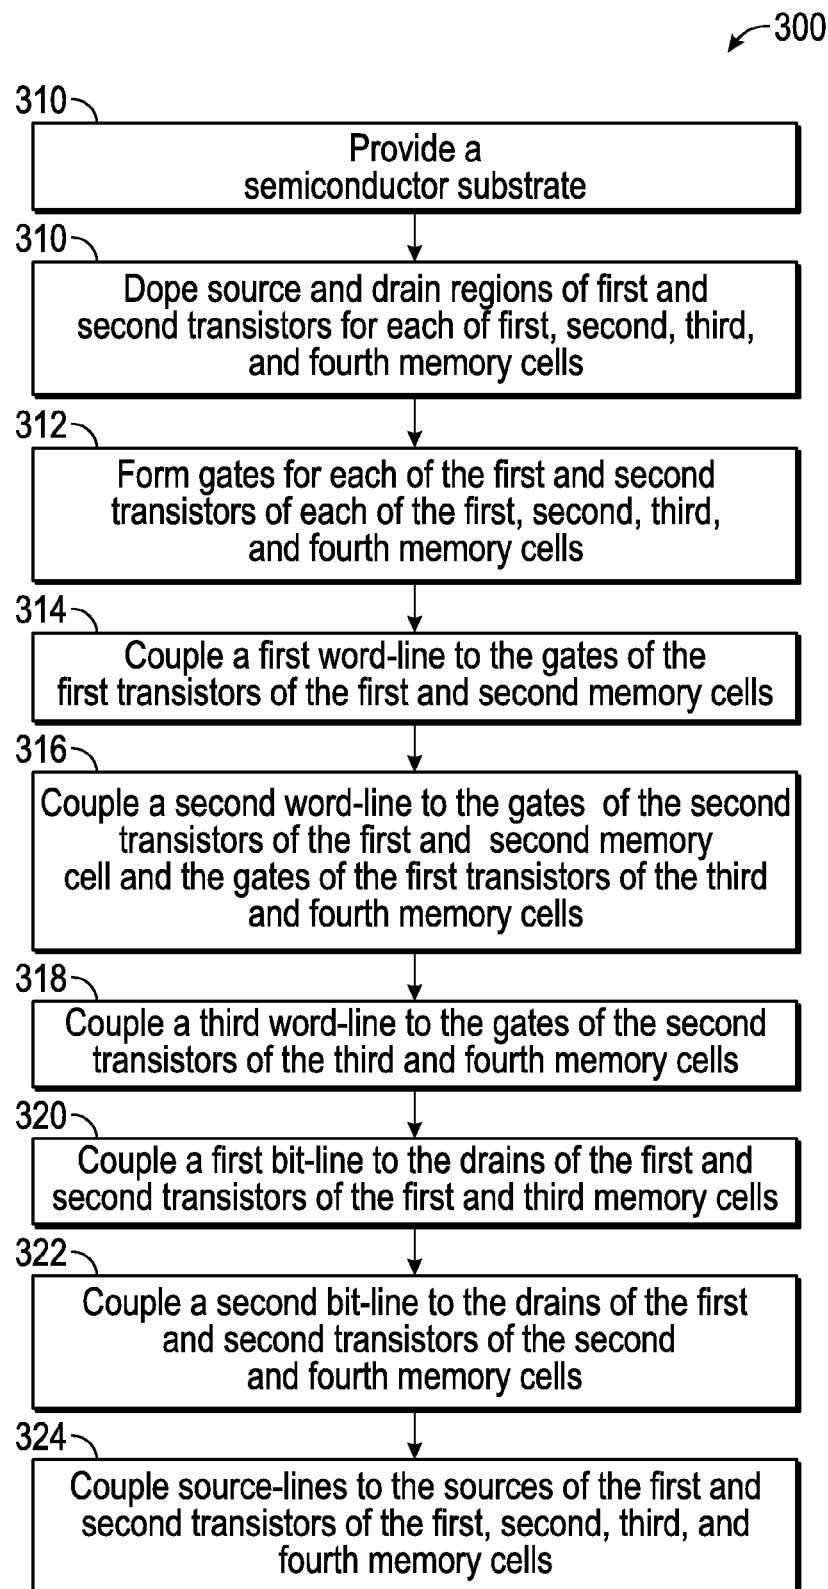 300
310
Provide a
semiconductor substrate
310
Dope source and drain regions of first and
second transistors for each of first, second, third,
and fourth memory cells
312
Form gates for each of the first and second
transistors of each of the first, second, third,
and fourth memory cells
314
Couple a first word-line to the gates of the
first transistors of the first and second memory cells
316
Couple a second word-line to the gates of the second
transistors of the first and second memory
cell and the gates of the first transistors of the third
and fourth memory cells
318
Couple a third word-line to the gates of the second
transistors of the third and fourth memory cells
320
Couple a first bit-line to the drains of the first and
second transistors of the first and third memory cells
322
Couple a second bit-line to the drains of the first
and second transistors of the second
and fourth memory cells
324
Couple source-lines to the sources of the first and
second transistors of the first, second, third, and
fourth memory cells